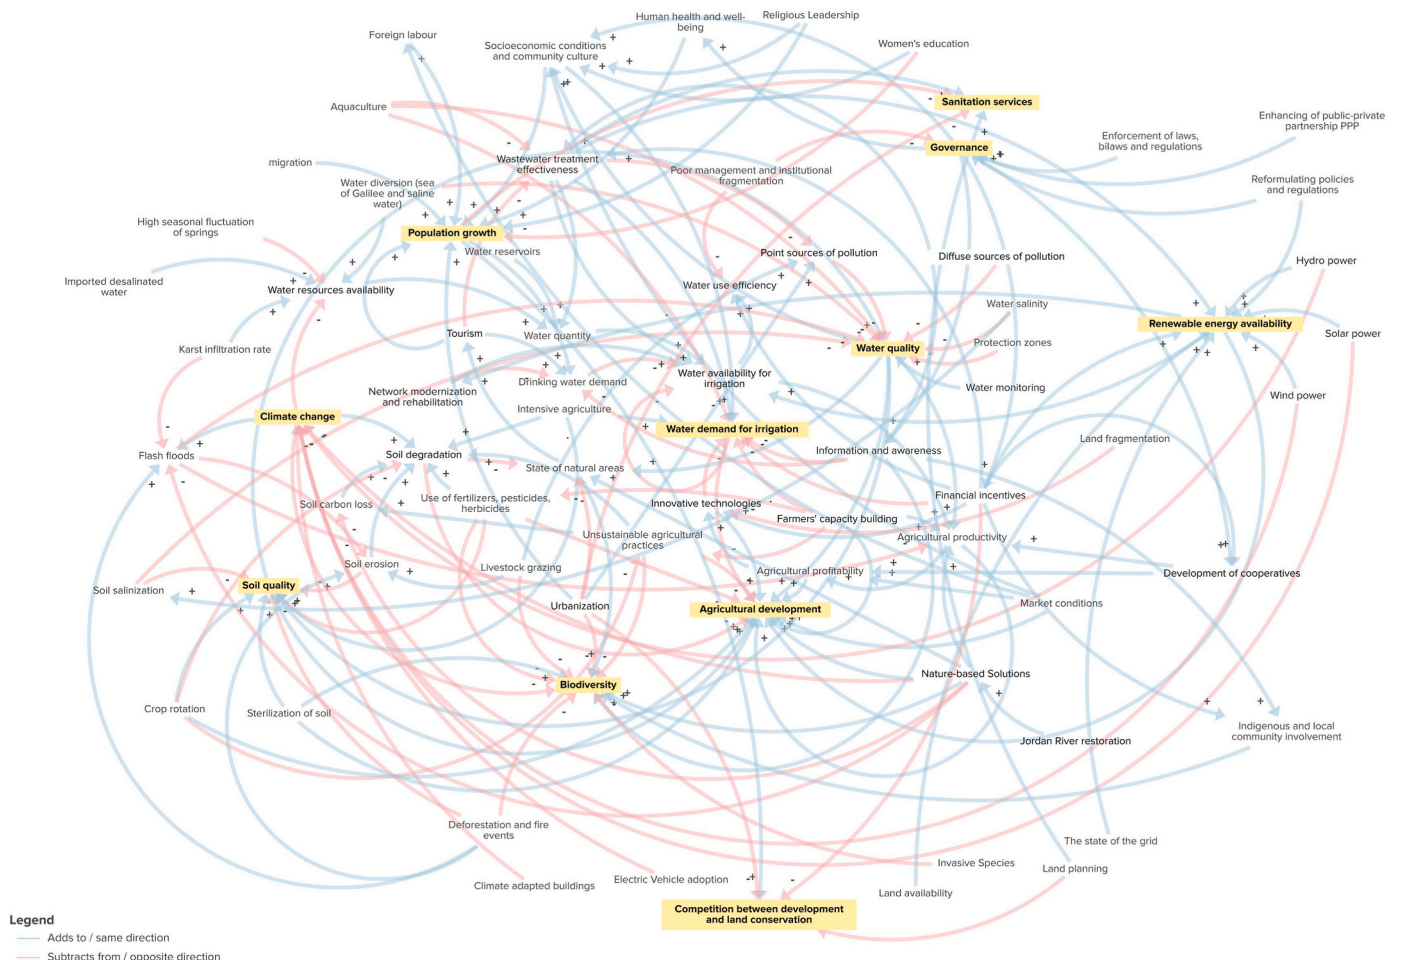 Human health and well-
being
Religious Leadership
Foreign labour
Socioeconomic conditions
and community culture
Women's education
Aquaculture
Sanitation services
Enhancing of public-private
partnership PPP
Enforcement of laws,
bilaws and regulations
Governance
migration
Wastewater treatment
effectiveness
Poor management and institutional
fragmentation
Water diversion (sea
of Galilee and saline
water)
Reformulating policies
and regulations
High seasonal fluctuation
of springs
Population growth
Water reservoirs
Point sources of pollution
Diffuse sources of pollution
Hydro power
Imported desalinated
water
Water resources availability
Water use efficiency
Water salinity
Renewable energy availability
Tourism
Water quantity
Solar power
Karst infiltration rate
Water quality
Protection zones
Network modernization
and rehabilitation
Drinking water demand
Water availability for
irrigation
Water monitoring
Wind power
Climate change
Intensive agriculture
Water demand for irrigation
Land fragmentation
Flash floods
Soil degradation
State of natural areas
Information and awareness
Soil carbon loss
Use of fertilizers, pesticides,
herbicides
Innovative technologies
Farmers' capacity building
Financial incentives
Unsustainable agricultural
practices
Agricultural productivity
Soil erosion
Livestock grazing
Agricultural profitability
Development of cooperatives
Soil salinization
Soil quality
Urbanization
Agricultural development
Market conditions
Biodiversity
Nature-based Solutions
Crop rotation
Sterilization of soil
Jordan River restoration
Indigenous and local
community involvement
Deforestation and fire
events
The state of the grid
Invasive Species
Land planning
Climate adapted buildings
Electric Vehicle adoption
Land availability
Competition between development
and land conservation
Legend
Adds to / same direction
Subtracts from / opposite direction